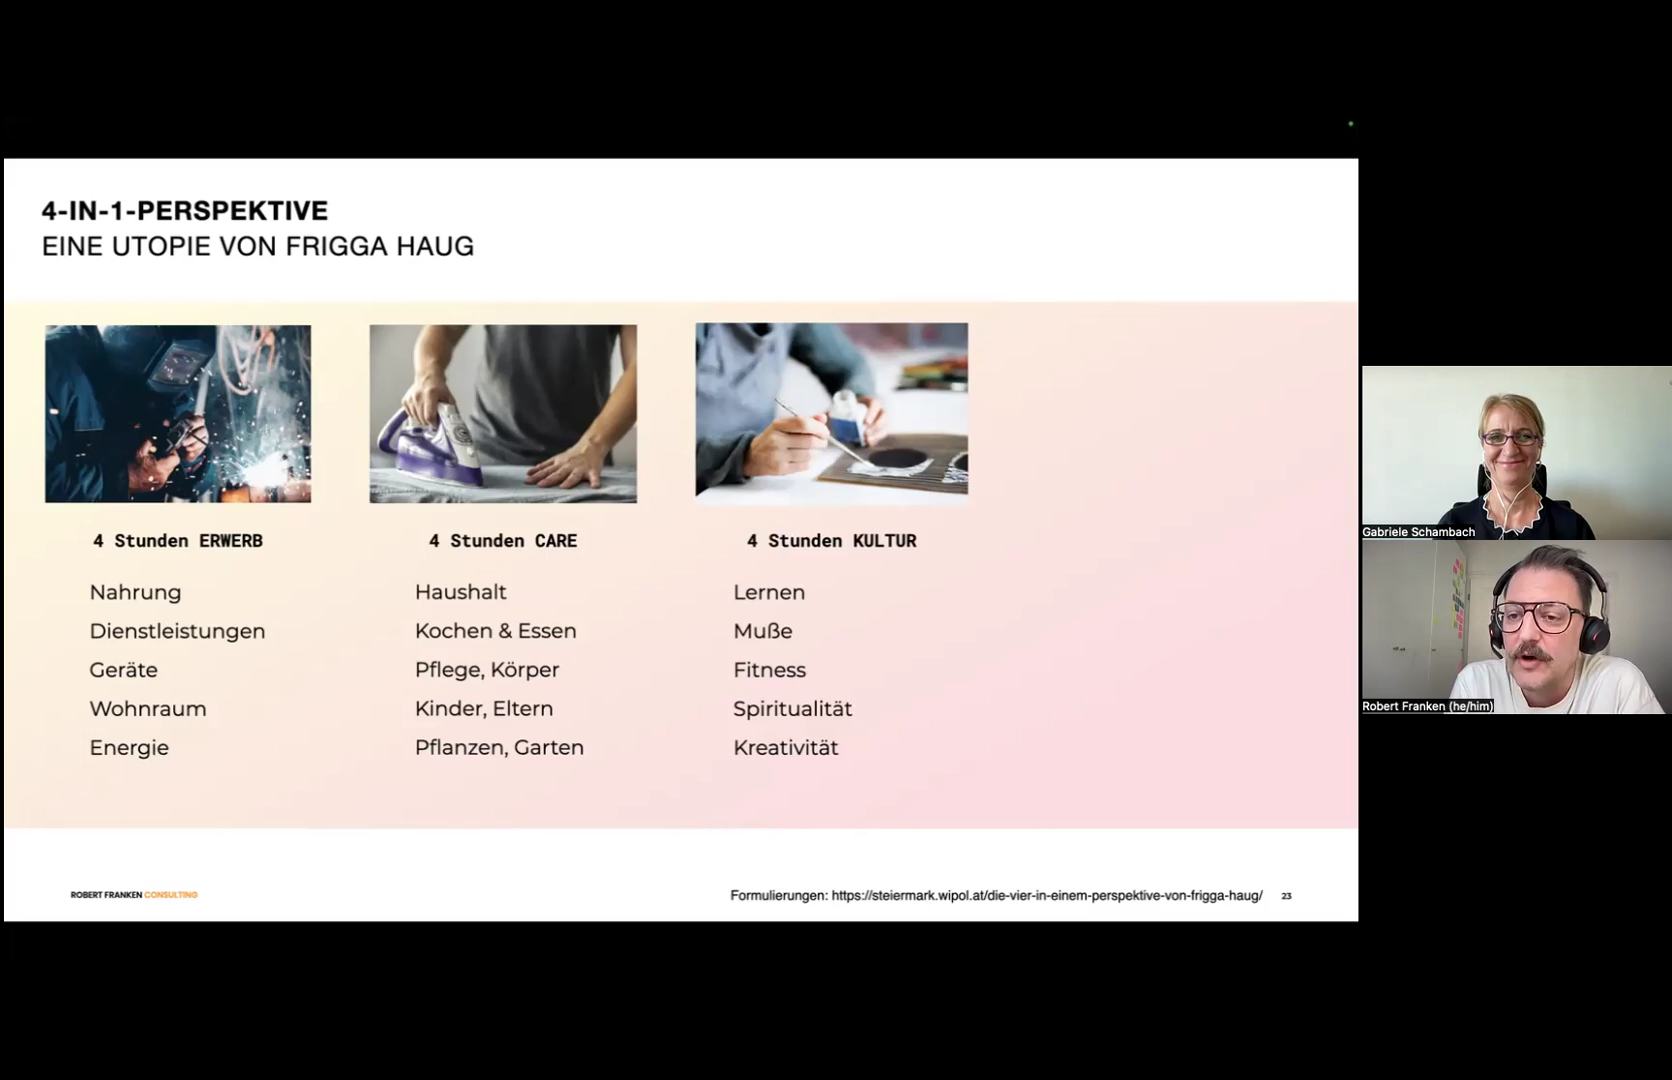 4-IN-1-PERSPEKTIVE
EINE UTOPIE VON FRIGGA HAUG
4 Stunden ERWERB
Nahrung
Dienstleistungen
Geräte
Wohnraum
Energie
4 Stunden CARE
Haushalt
Kochen & Essen
Pflege, Körper
Kinder, Eltern
Pflanzen, Garten
4 Stunden KULTUR
Lernen
Muße
Fitness
Spiritualität
Kreativität
ROBERT FRANKEN CONSULTING
Formulierungen: https://steiermark.wipol.at/die-vier-in-einem-perspektive-von-frigga-haug/
23
Gabriele Schambach
Robert Franken (he/him)